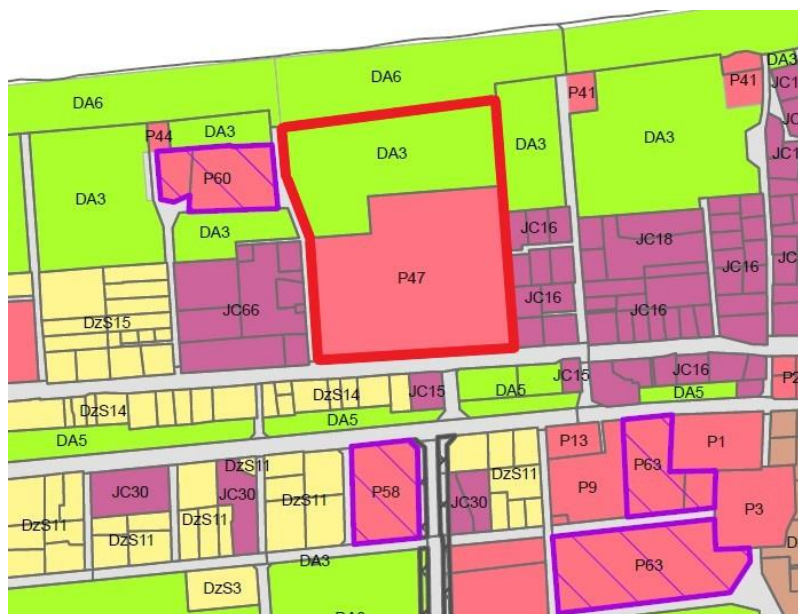 DA3
DA6
P41
P41
JC1
DA6
P44
DA3
DA3
DA3
DA3
JC1
P60
DA3
DA3
JC16
JC18
JC16
P47
JC
JC66
JC16
JC16
DzS15
DzS14
JC15
JC15
JC16
DA5
DzS14
DA5
DA5
P13
P1
DzS11
P63
JC30
JC30
DzS11
P58
JC30
DzS11
P9
P3
DzS11
DzS11
DzS11
DA3
P63
DzS3